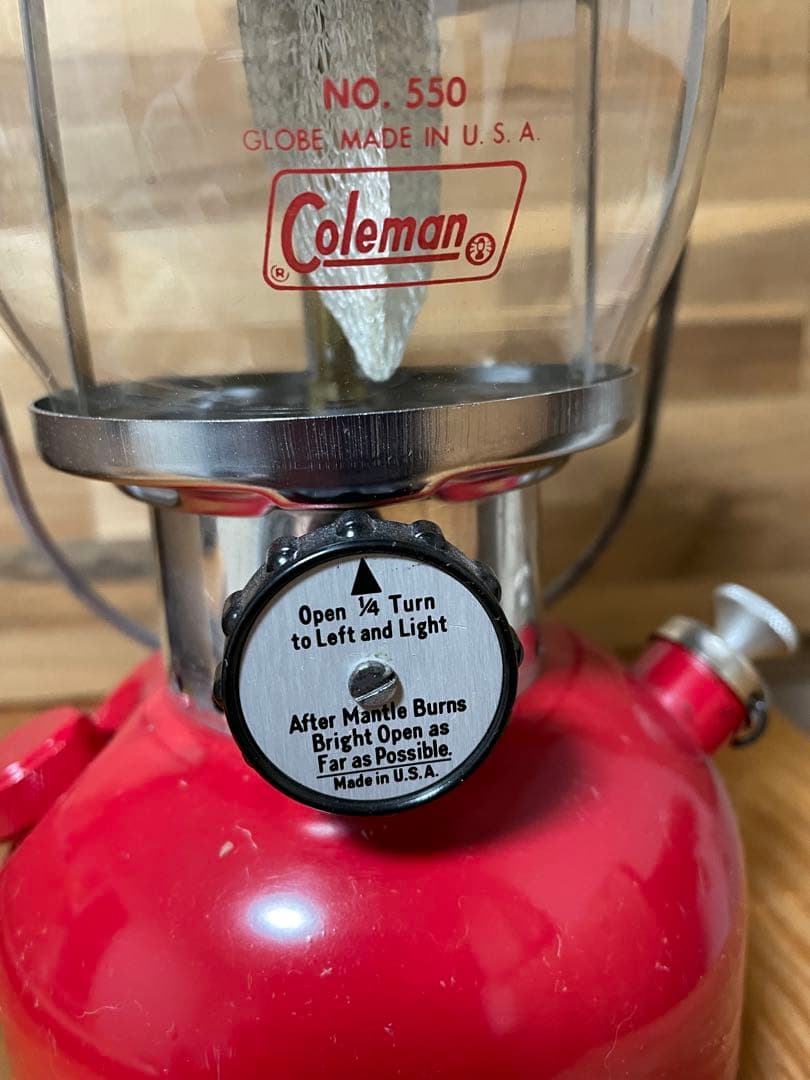 NO. 550
GLOBE MADE IN U.S.A.
Coleman
®
Open ¼ Turn
to Left and Light
After Mantle Burns
Bright Open as
Far as Possible.
Made in U.S.A.